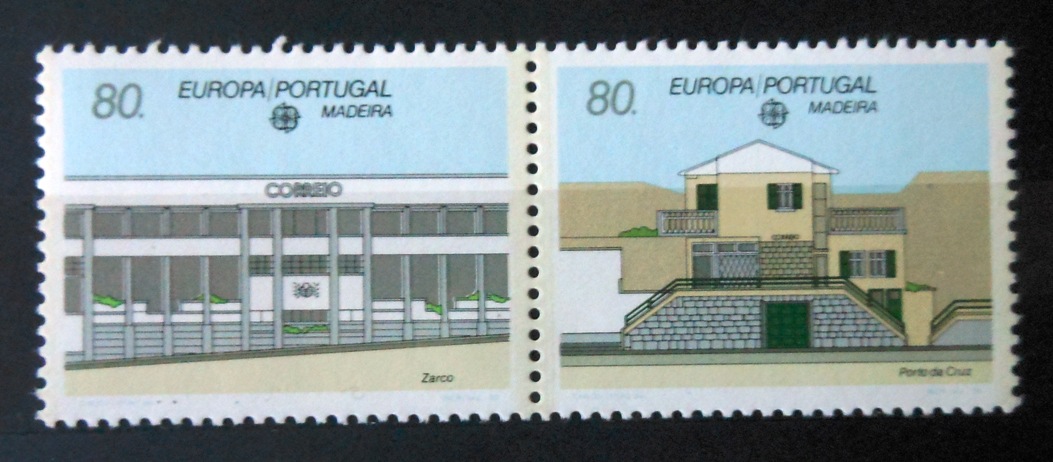 80.
EUROPA/PORTUGAL
MADEIRA
CORREIO
Zarco
80.
EUROPA/PORTUGAL
MADEIRA
CORREIO
Porto da Cruz